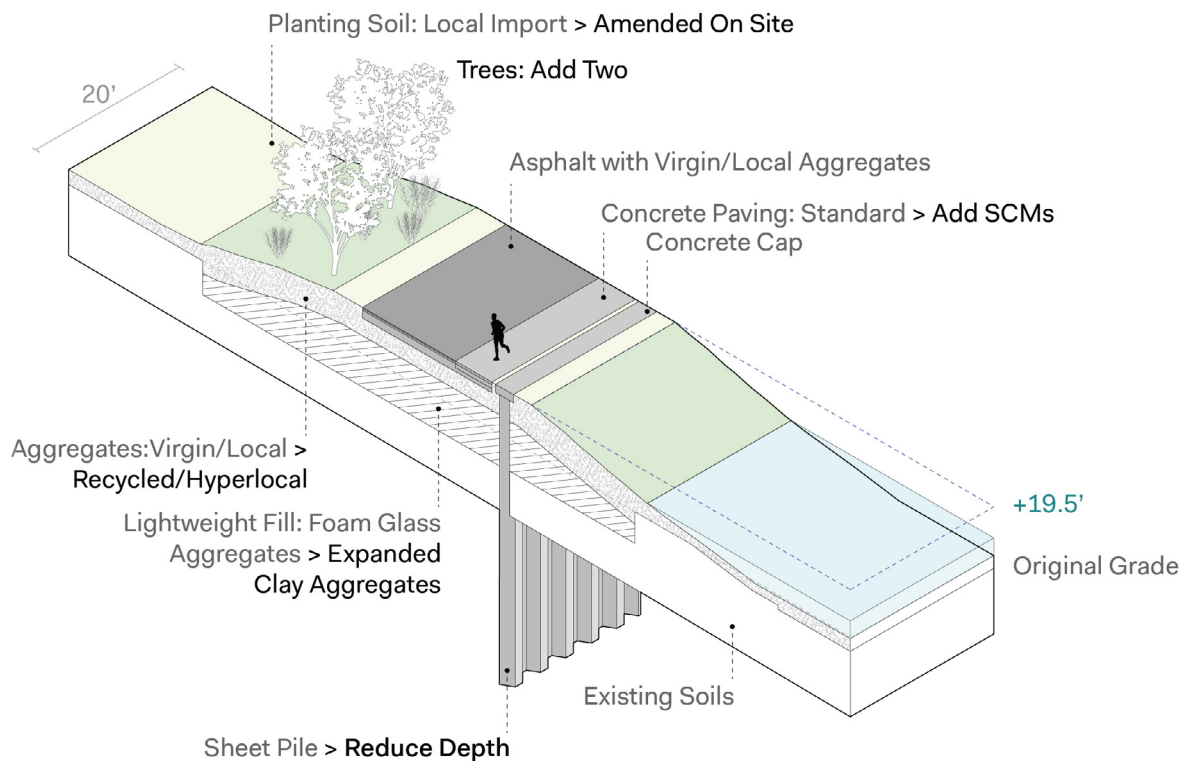 Planting Soil: Local Import > Amended On Site
Trees: Add Two
20’
Asphalt with Virgin/Local Aggregates
Concrete Paving: Standard > Add SCMs
Concrete Cap
Aggregates:Virgin/Local >
Recycled/Hyperlocal
Lightweight Fill: Foam Glass
Aggregates > Expanded
Clay Aggregates
+19.5’
Original Grade
Existing Soils
Sheet Pile > Reduce Depth